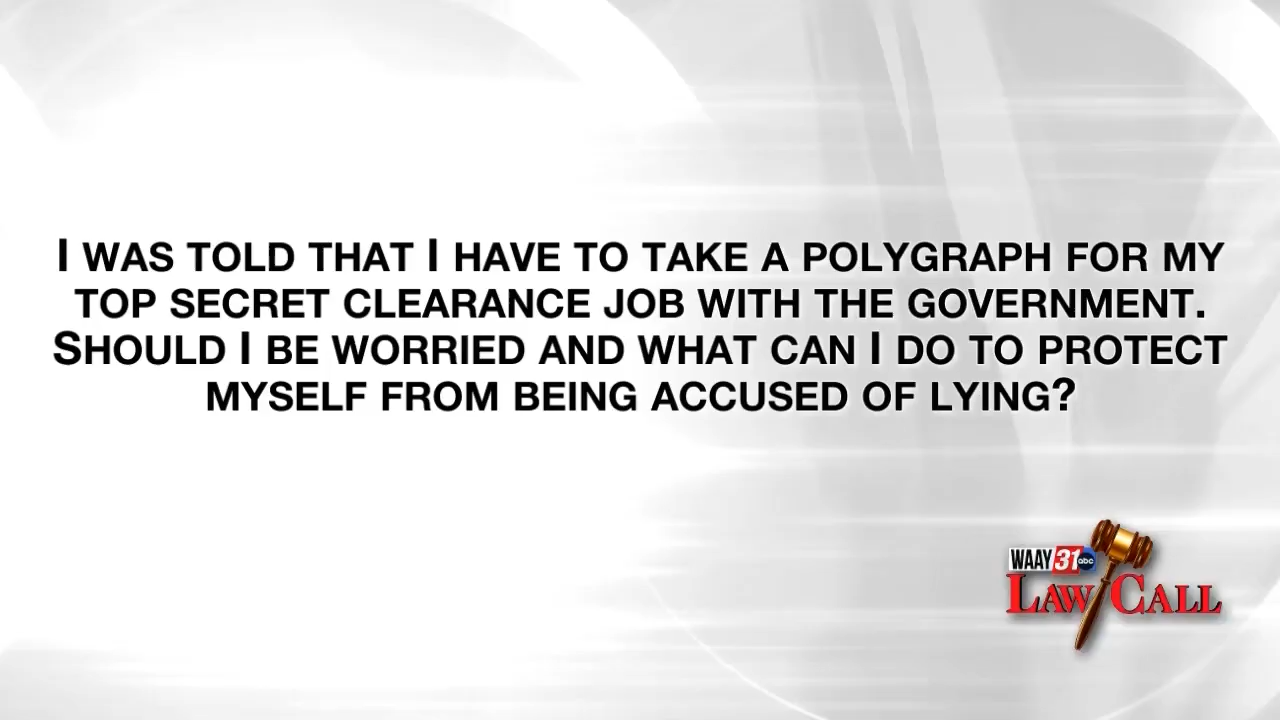 I WAS TOLD THAT I HAVE TO TAKE A POLYGRAPH FOR MY
TOP SECRET CLEARANCE JOB WITH THE GOVERNMENT.
SHOULD I BE WORRIED AND WHAT CAN I DO TO PROTECT
MYSELF FROM BEING ACCUSED OF LYING?
WAAY 31 abc
LAW CALL